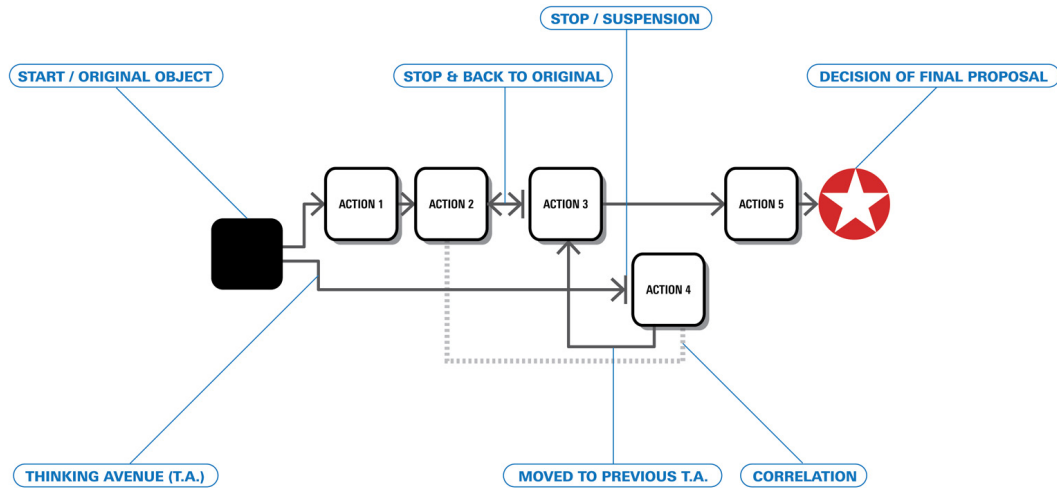 STOP / SUSPENSION
START / ORIGINAL OBJECT
STOP & BACK TO ORIGINAL
DECISION OF FINAL PROPOSAL
ACTION 1
ACTION 2
ACTION 3
ACTION 5
ACTION 4
THINKING AVENUE (T.A.)
MOVED TO PREVIOUS T.A.
CORRELATION